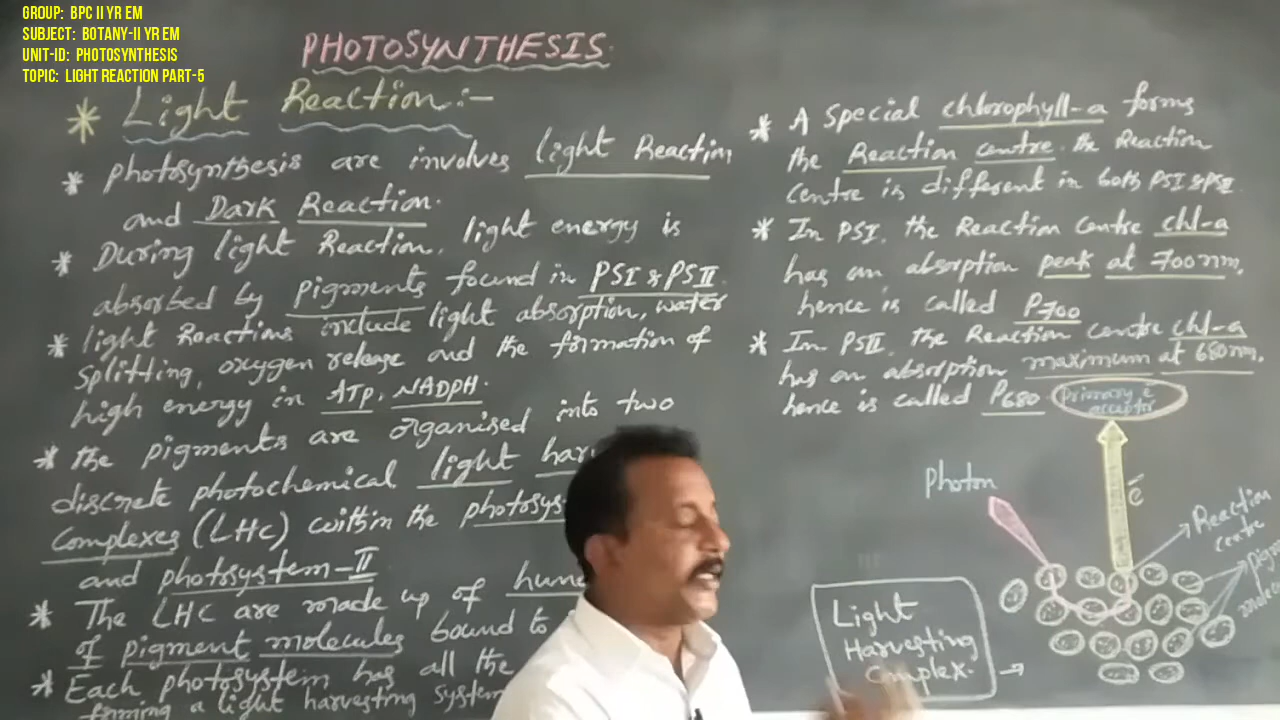 GROUP: BPC II YR EM
SUBJECT: BOTANY-II YR EM
UNIT-ID: PHOTOSYNTHESIS
TOPIC: LIGHT REACTION PART-5
PHOTOSYNTHESIS
* Light Reaction:-
* photosynthesis are involves light Reaction
and Dark Reaction.
* During light Reaction, light energy is
absorbed by pigments found in PSI & PSII
* light Reactions include light absorption, water
splitting, oxygen release and the formation of
high energy in ATP, NADPH.
* the pigments are organised into two
discrete photochemical light har
Complexes (LHC) within the photosys
and photosystem-II
* The LHC are made up of hun
of pigment molecules bound to
* Each photosystem has all the
forming a light harvesting system
* A special chlorophyll-a forms
the Reaction centre. the Reaction
centre is different in both PSI & PSII
* In PSI, the Reaction centre chl-a
has an absorption peak at 700nm,
hence is called P700
* In PSII, the Reaction centre chl-a
has an absorption maximum at 680nm,
hence is called P680.
Primary e
acceptor
Photon
e
Reaction
centre
Light
Harvesting
Complex.